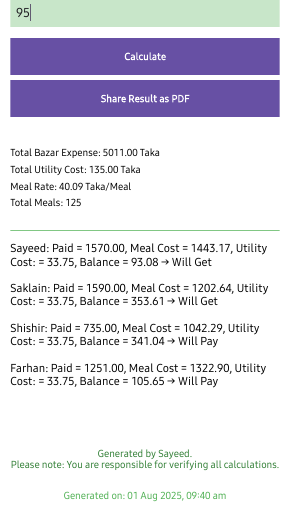 95
Calculate
Share Result as PDF
Total Bazar Expense: 5011.00 Taka
Total Utility Cost: 135.00 Taka
Meal Rate: 40.09 Taka/Meal
Total Meals: 125
Sayeed: Paid = 1570.00, Meal Cost = 1443.17, Utility
Cost: = 33.75, Balance = 93.08 → Will Get
Saklain: Paid = 1590.00, Meal Cost = 1202.64, Utility
Cost: = 33.75, Balance = 353.61 → Will Get
Shishir: Paid = 735.00, Meal Cost = 1042.29, Utility
Cost: = 33.75, Balance = 341.04 → Will Pay
Farhan: Paid = 1251.00, Meal Cost = 1322.90, Utility
Cost: = 33.75, Balance = 105.65 → Will Pay
Generated by Sayeed.
Please note: You are responsible for verifying all calculations.
Generated on: 01 Aug 2025, 09:40 am